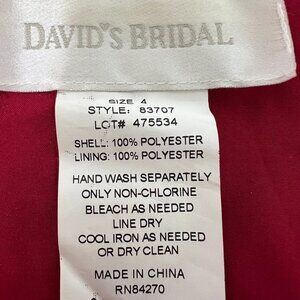 DAVID'S BRIDAL
SIZE 4
STYLE: 83707
LOT# 475534
SHELL: 100% POLYESTER
LINING: 100% POLYESTER
HAND WASH SEPARATELY
ONLY NON-CHLORINE
BLEACH AS NEEDED
LINE DRY
COOL IRON AS NEEDED
OR DRY CLEAN
MADE IN CHINA
RN84270